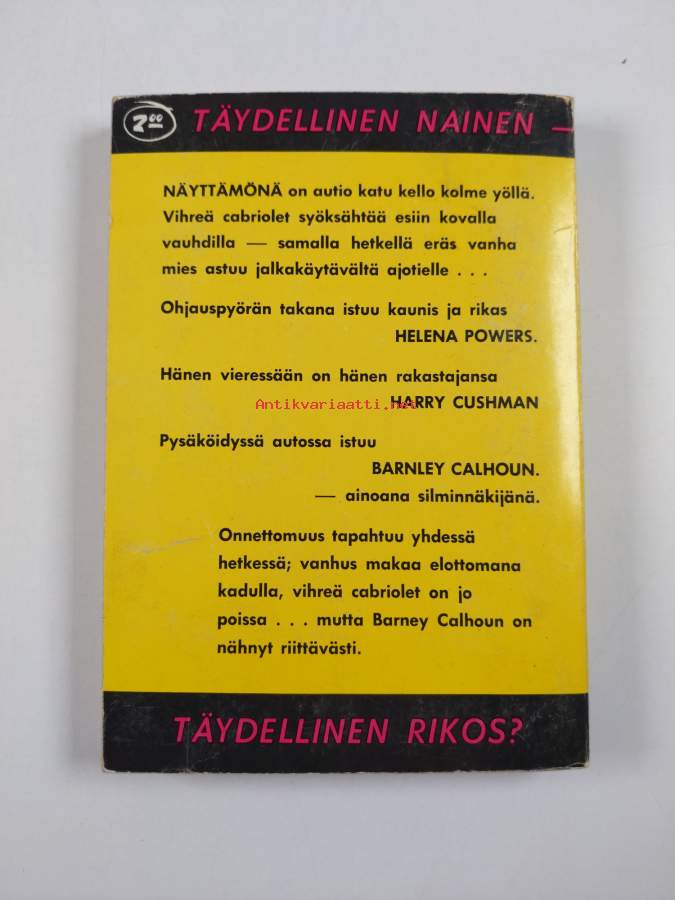 7.00 TÄYDELLINEN NAINEN —
NÄYTTÄMÖNÄ on autio katu kello kolme yöllä.
Vihreä cabriolet syöksähtää esiin kovalla
vauhdilla — samalla hetkellä eräs vanha
mies astuu jalkakäytävältä ajotielle . . .
Ohjauspyörän takana istuu kaunis ja rikas
HELENA POWERS.
Hänen vieressään on hänen rakastajansa
Antikvariaatti.net
HARRY CUSHMAN
Pysäköidyssä autossa istuu
BARNLEY CALHOUN.
— ainoana silminnäkijänä.
Onnettomuus tapahtuu yhdessä
hetkessä; vanhus makaa elottomana
kadulla, vihreä cabriolet on jo
poissa . . . mutta Barney Calhoun on
nähnyt riittävästi.
TÄYDELLINEN RIKOS?